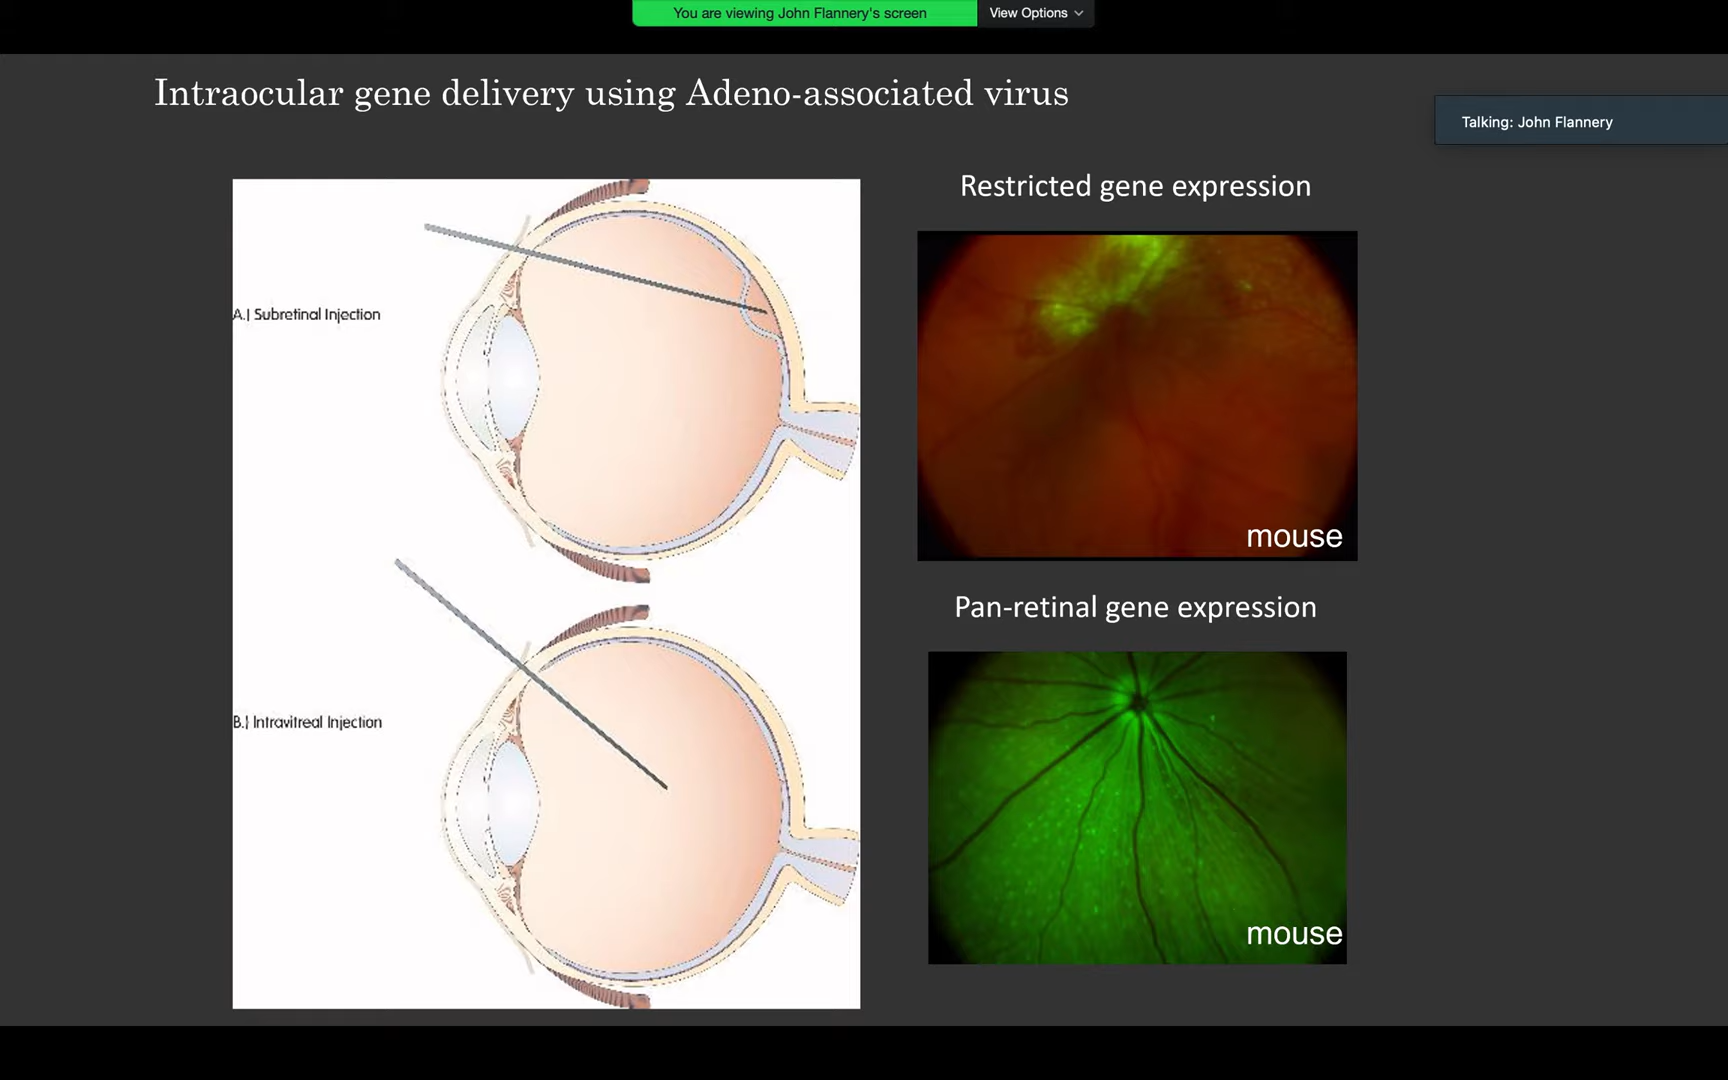 You are viewing John Flannery's screen
View Options
Intraocular gene delivery using Adeno-associated virus
Talking: John Flannery
A.) Subretinal Injection
B.) Intravitreal Injection
Restricted gene expression
mouse
Pan-retinal gene expression
mouse